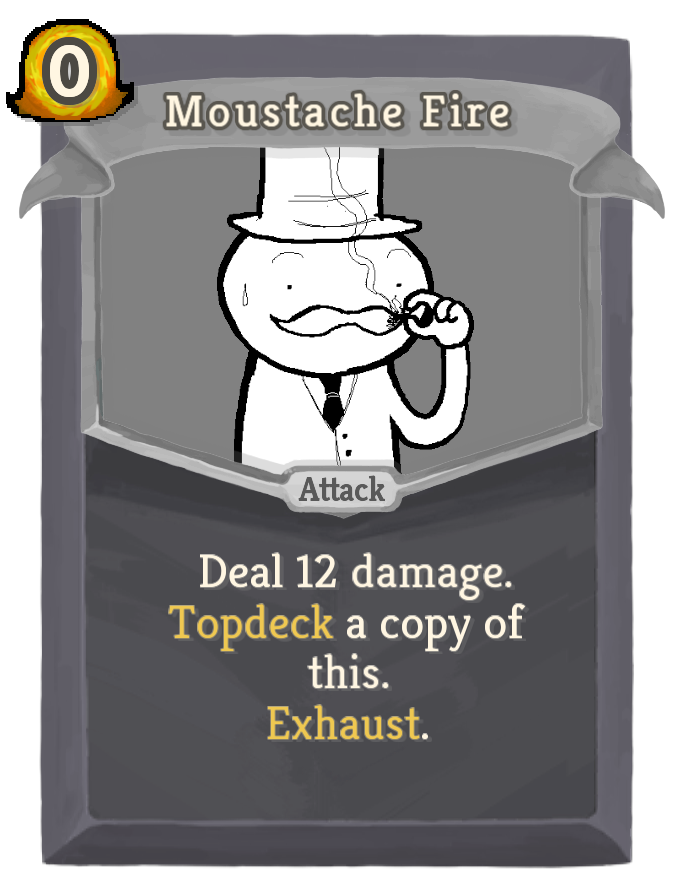 0
Moustache Fire
Attack
Deal 12 damage.
Topdeck a copy of
this.
Exhaust.